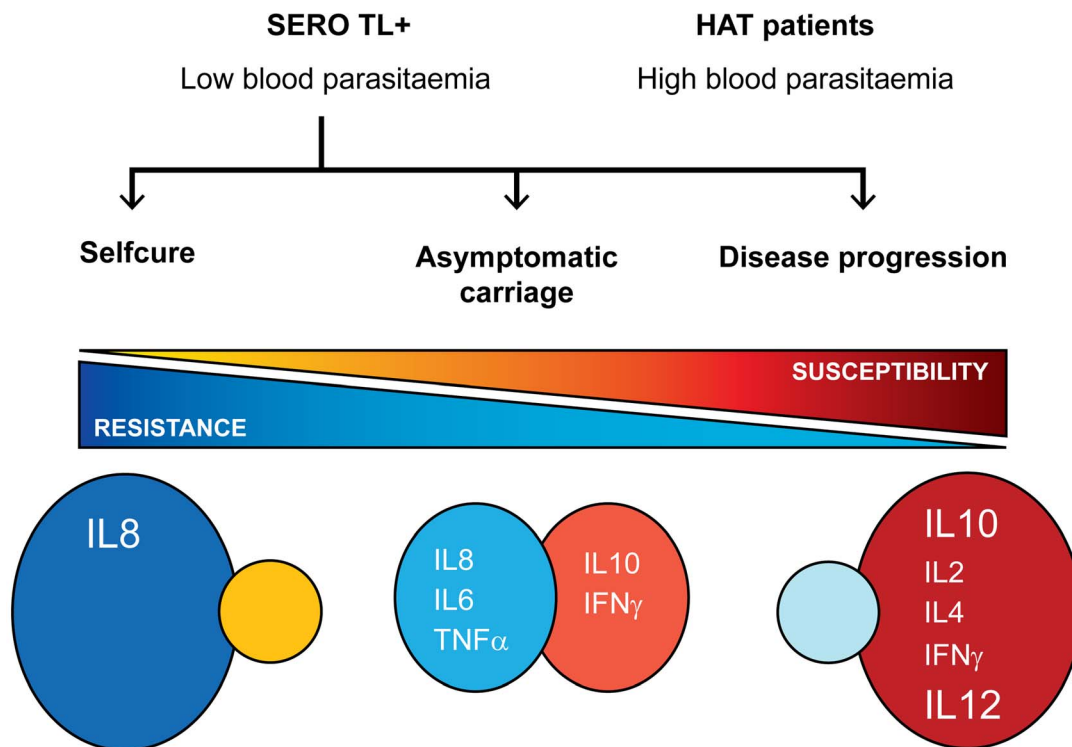 SERO TL+
HAT patients
Low blood parasitaemia
High blood parasitaemia
Selfcure
Asymptomatic
carriage
Disease progression
SUSCEPTIBILITY
RESISTANCE
IL8
IL8
IL6
TNFα
IL10
IFNγ
IL10
IL2
IL4
IFNγ
IL12